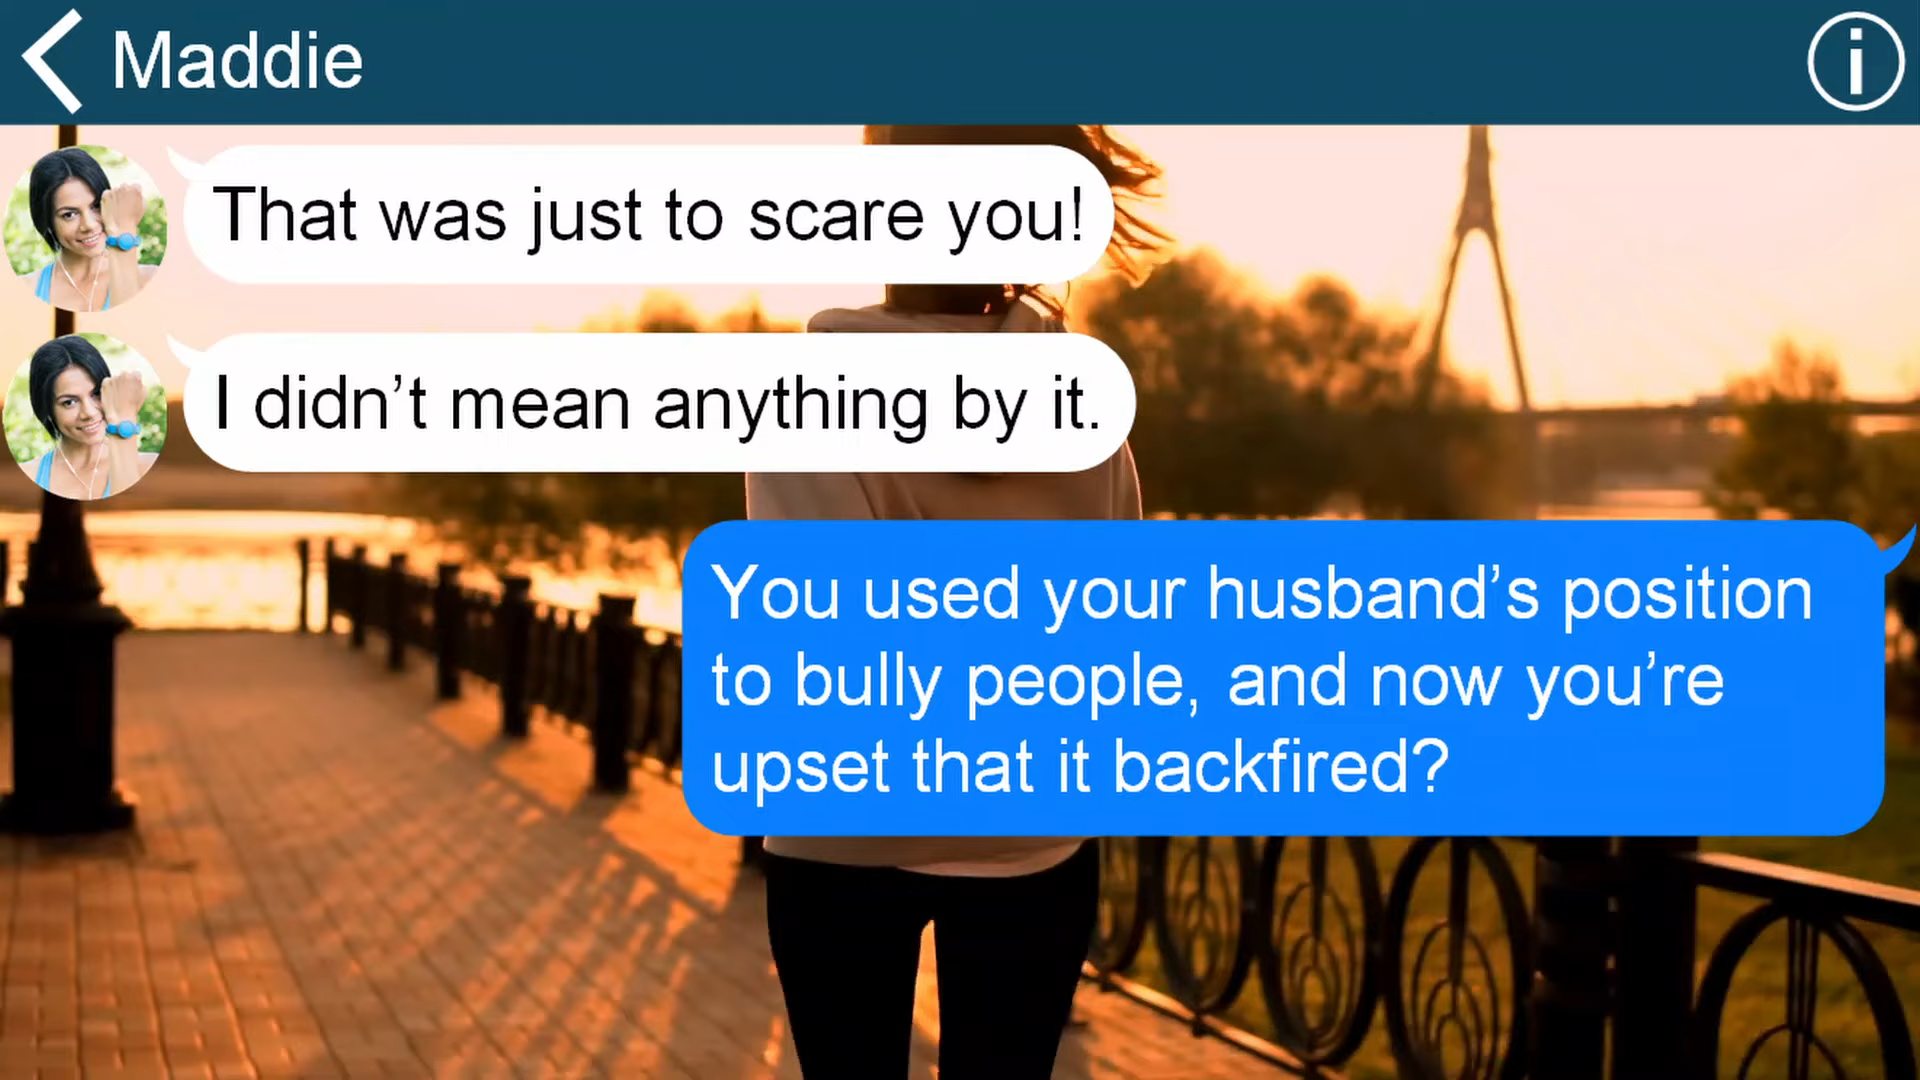 Maddie
That was just to scare you!
I didn’t mean anything by it.
You used your husband’s position
to bully people, and now you’re
upset that it backfired?